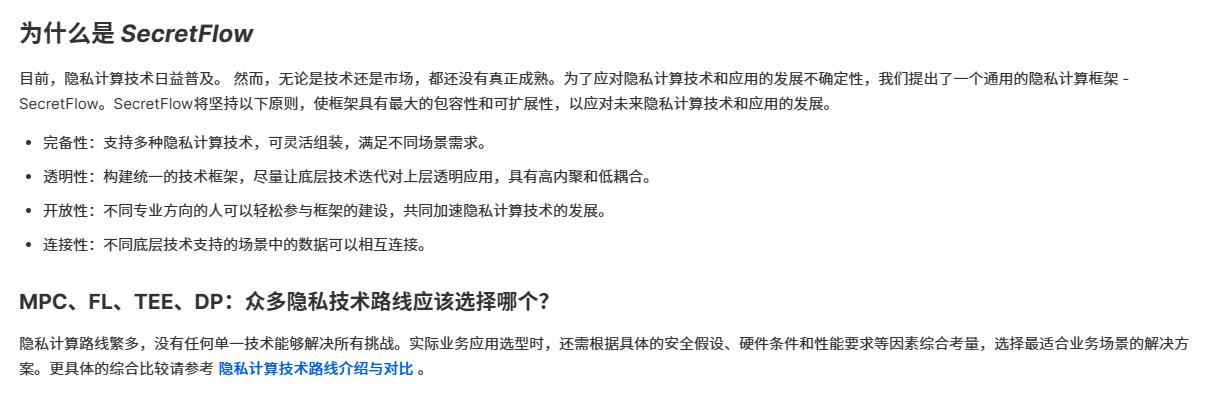 为什么是 SecretFlow
目前，隐私计算技术日益普及。 然而，无论是技术还是市场，都还没有真正成熟。为了应对隐私计算技术和应用的发展不确定性，我们提出了一个通用的隐私计算框架 -
SecretFlow。SecretFlow将坚持以下原则，使框架具有最大的包容性和可扩展性，以应对未来隐私计算技术和应用的发展。
• 完备性：支持多种隐私计算技术，可灵活组装，满足不同场景需求。
• 透明性：构建统一的技术框架，尽量让底层技术迭代对上层透明应用，具有高内聚和低耦合。
• 开放性：不同专业方向的人可以轻松参与框架的建设，共同加速隐私计算技术的发展。
• 连接性：不同底层技术支持的场景中的数据可以相互连接。
MPC、FL、TEE、DP：众多隐私技术路线应该选择哪个？
隐私计算路线繁多，没有任何单一技术能够解决所有挑战。实际业务应用选型时，还需根据具体的安全假设、硬件条件和性能要求等因素综合考量，选择最适合业务场景的解决方
案。更具体的综合比较请参考 隐私计算技术路线介绍与对比 。